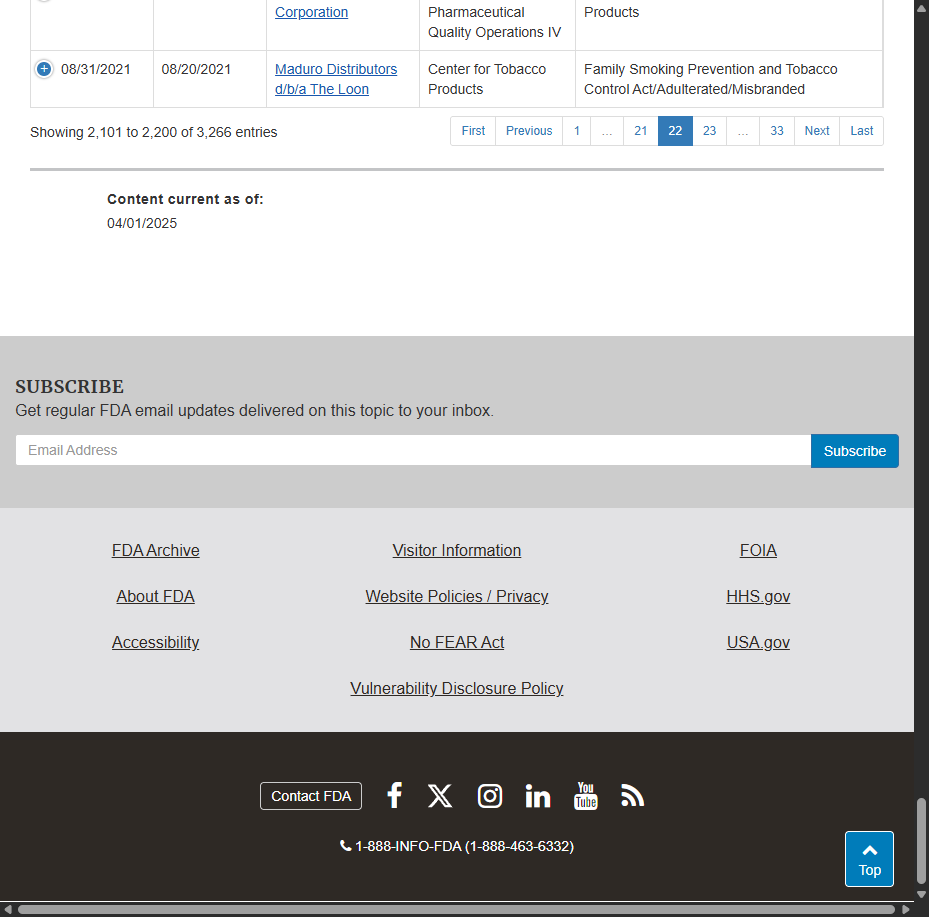 Corporation
Pharmaceutical
Products
Quality Operations IV
08/31/2021
08/20/2021
Maduro Distributors
Center for Tobacco
Family Smoking Prevention and Tobacco
d/b/a The Loon
Products
Control Act/Adulterated/Misbranded
Showing 2,101 to 2,200 of 3,266 entries
First Previous 1 ... 21 22 23 ... 33 Next Last
Content current as of:
04/01/2025
SUBSCRIBE
Get regular FDA email updates delivered on this topic to your inbox.
Email Address
Subscribe
FDA Archive
Visitor Information
FOIA
About FDA
Website Policies / Privacy
HHS.gov
Accessibility
No FEAR Act
USA.gov
Vulnerability Disclosure Policy
Contact FDA
You
Tube
1-888-INFO-FDA (1-888-463-6332)
Top